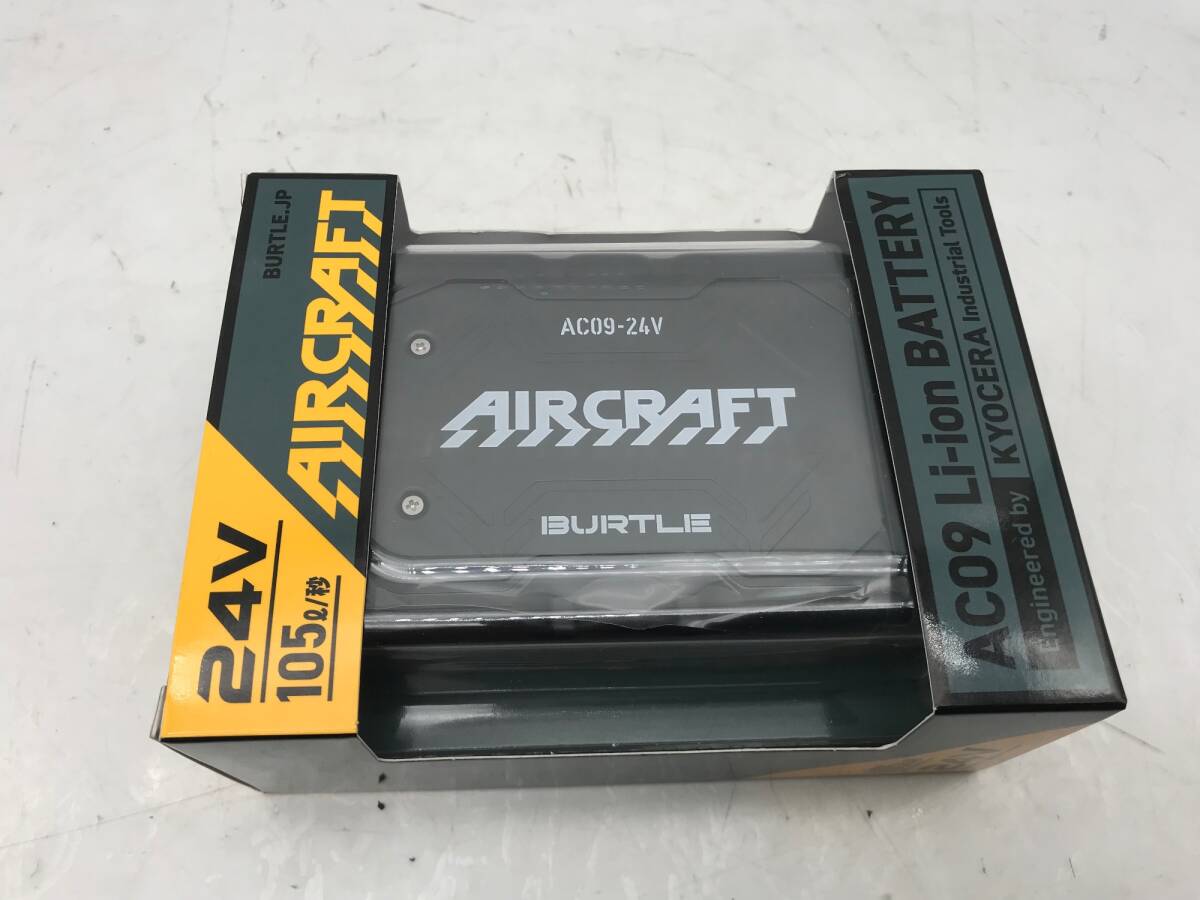 BURTLE.JP
AIRCRAFT
24V
105ℓ/秒
AC09-24V
AIRCRAFT
BURTLE
AC09 Li-ion BATTERY
Engineered by KYOCERA Industrial Tools